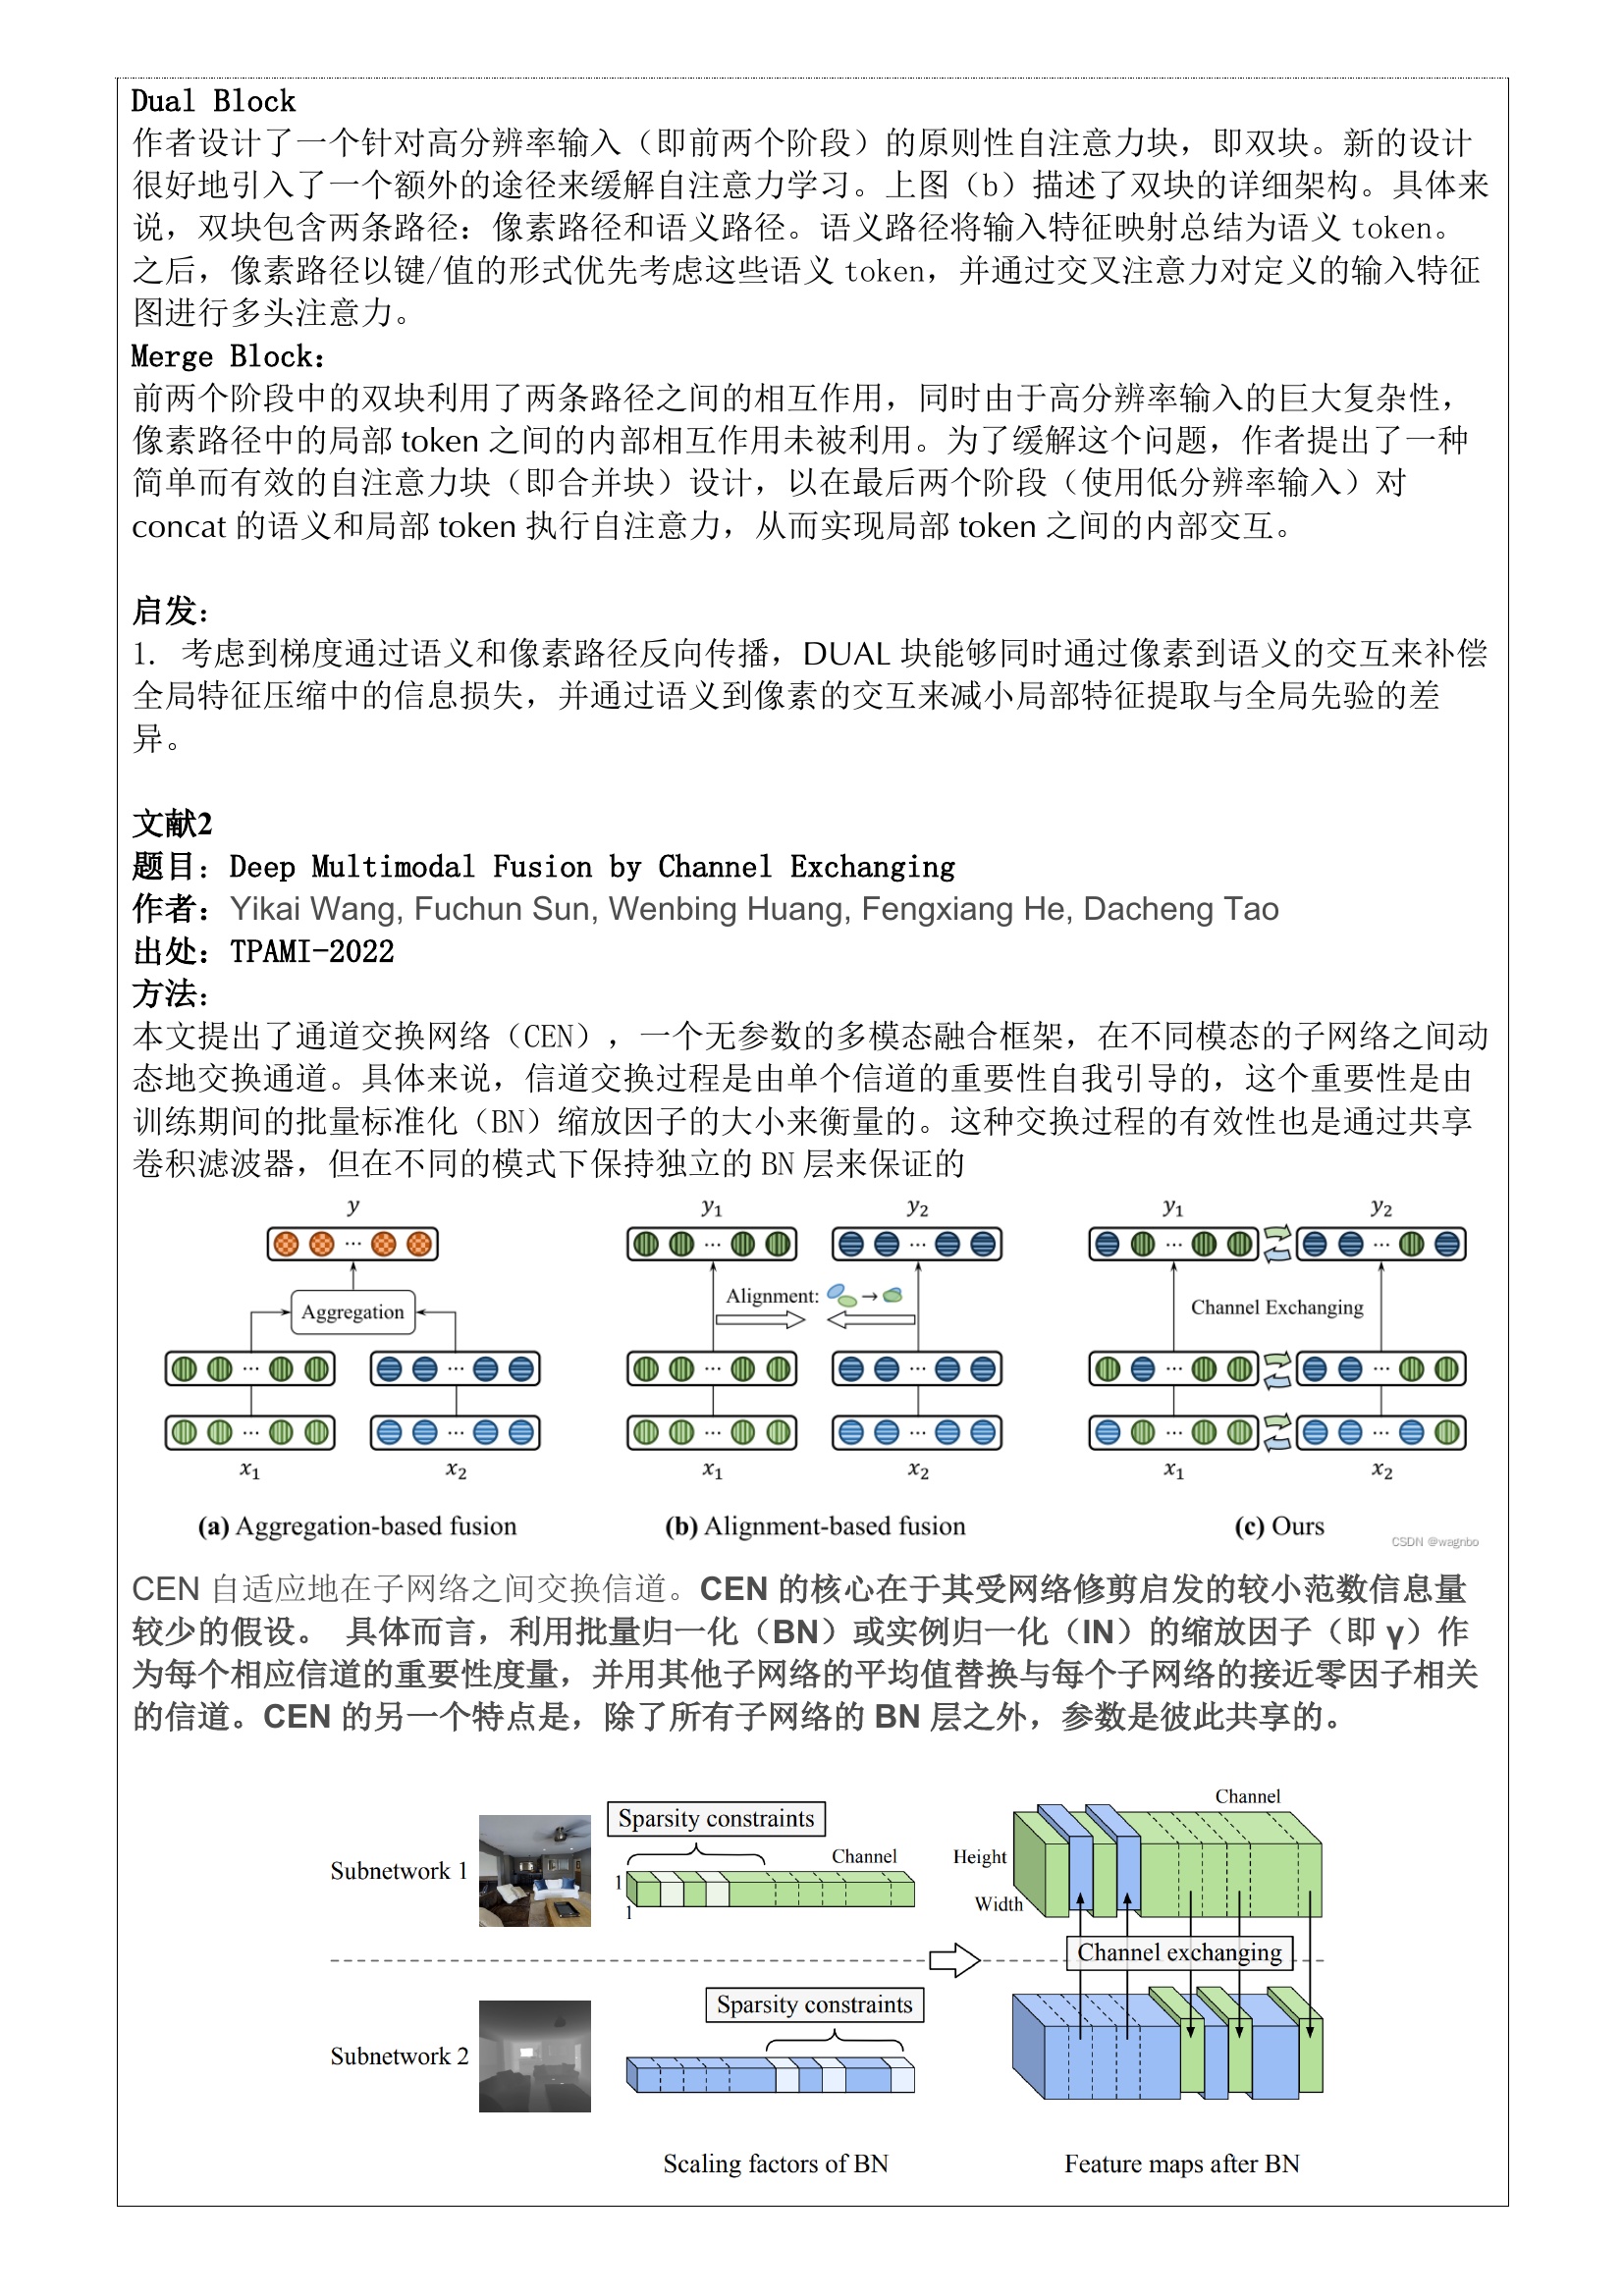 Dual Block
作者设计了一个针对高分辨率输入（即前两个阶段）的原则性自注意力块，即双块。新的设计
很好地引入了一个额外的途径来缓解自注意力学习。上图（b）描述了双块的详细架构。具体来
说，双块包含两条路径：像素路径和语义路径。语义路径将输入特征映射总结为语义 token。
之后，像素路径以键/值的形式优先考虑这些语义 token，并通过交叉注意力对定义的输入特征
图进行多头注意力。
Merge Block：
前两个阶段中的双块利用了两条路径之间的相互作用，同时由于高分辨率输入的巨大复杂性，
像素路径中的局部 token 之间的内部相互作用未被利用。为了缓解这个问题，作者提出了一种
简单而有效的自注意力块（即合并块）设计，以在最后两个阶段（使用低分辨率输入）对
concat 的语义和局部 token 执行自注意力，从而实现局部 token 之间的内部交互。
启发：
1. 考虑到梯度通过语义和像素路径反向传播，DUAL 块能够同时通过像素到语义的交互来补偿
全局特征压缩中的信息损失，并通过语义到像素的交互来减小局部特征提取与全局先验的差
异。
文献2
题目：Deep Multimodal Fusion by Channel Exchanging
作者：Yikai Wang, Fuchun Sun, Wenbing Huang, Fengxiang He, Dacheng Tao
出处：TPAMI-2022
方法：
本文提出了通道交换网络（CEN），一个无参数的多模态融合框架，在不同模态的子网络之间动
态地交换通道。具体来说，信道交换过程是由单个信道的重要性自我引导的，这个重要性是由
训练期间的批量标准化（BN）缩放因子的大小来衡量的。这种交换过程的有效性也是通过共享
卷积滤波器，但在不同的模式下保持独立的 BN 层来保证的
y y1 y2 y1 y2
... ... ... ... ...
Alignment: →
Aggregation Channel Exchanging
... ... ... ... ... ...
... ... ... ... ... ...
x1 x2 x1 x2 x1 x2
(a) Aggregation-based fusion (b) Alignment-based fusion (c) Ours
CSDN @wagnbo
CEN 自适应地在子网络之间交换信道。CEN 的核心在于其受网络修剪启发的较小范数信息量
较少的假设。 具体而言，利用批量归一化（BN）或实例归一化（IN）的缩放因子（即 γ）作
为每个相应信道的重要性度量，并用其他子网络的平均值替换与每个子网络的接近零因子相关
的信道。CEN 的另一个特点是，除了所有子网络的 BN 层之外，参数是彼此共享的。
Channel
Sparsity constraints
Channel
Height
Subnetwork 1
1
Width
1
Channel exchanging
Sparsity constraints
Subnetwork 2
Scaling factors of BN Feature maps after BN